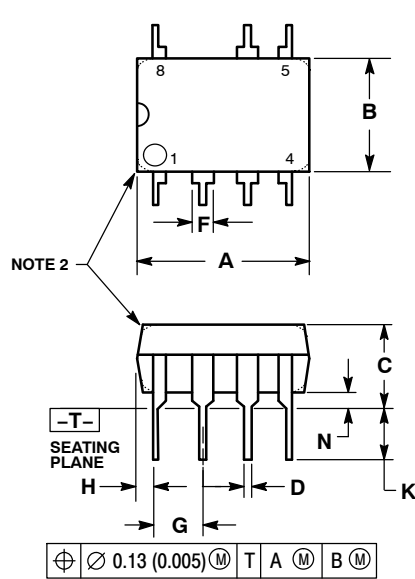 8 5
B
1 4
F
NOTE 2
A
C
–T–
N
SEATING
PLANE
H D K
G
⌖ ∅ 0.13 (0.005) Ⓜ T A Ⓜ B Ⓜ